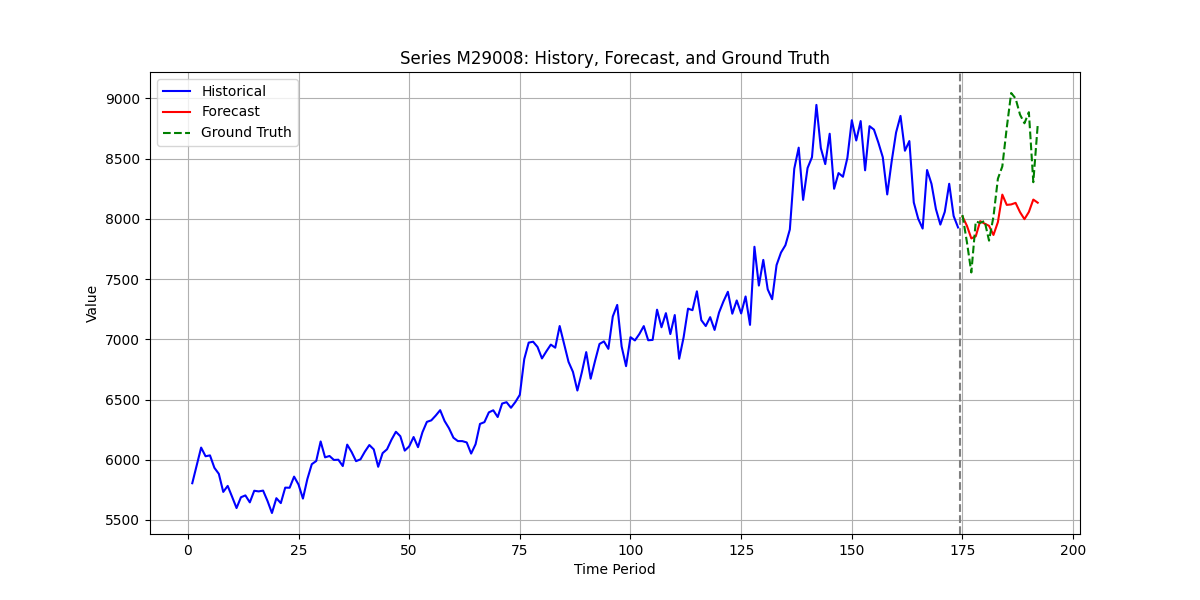 Series M29008: History, Forecast, and Ground Truth
Historical
Forecast
Ground Truth
9000
8500
8000
7500
7000
6500
6000
5500
Value
0 25 50 75 100 125 150 175 200
Time Period